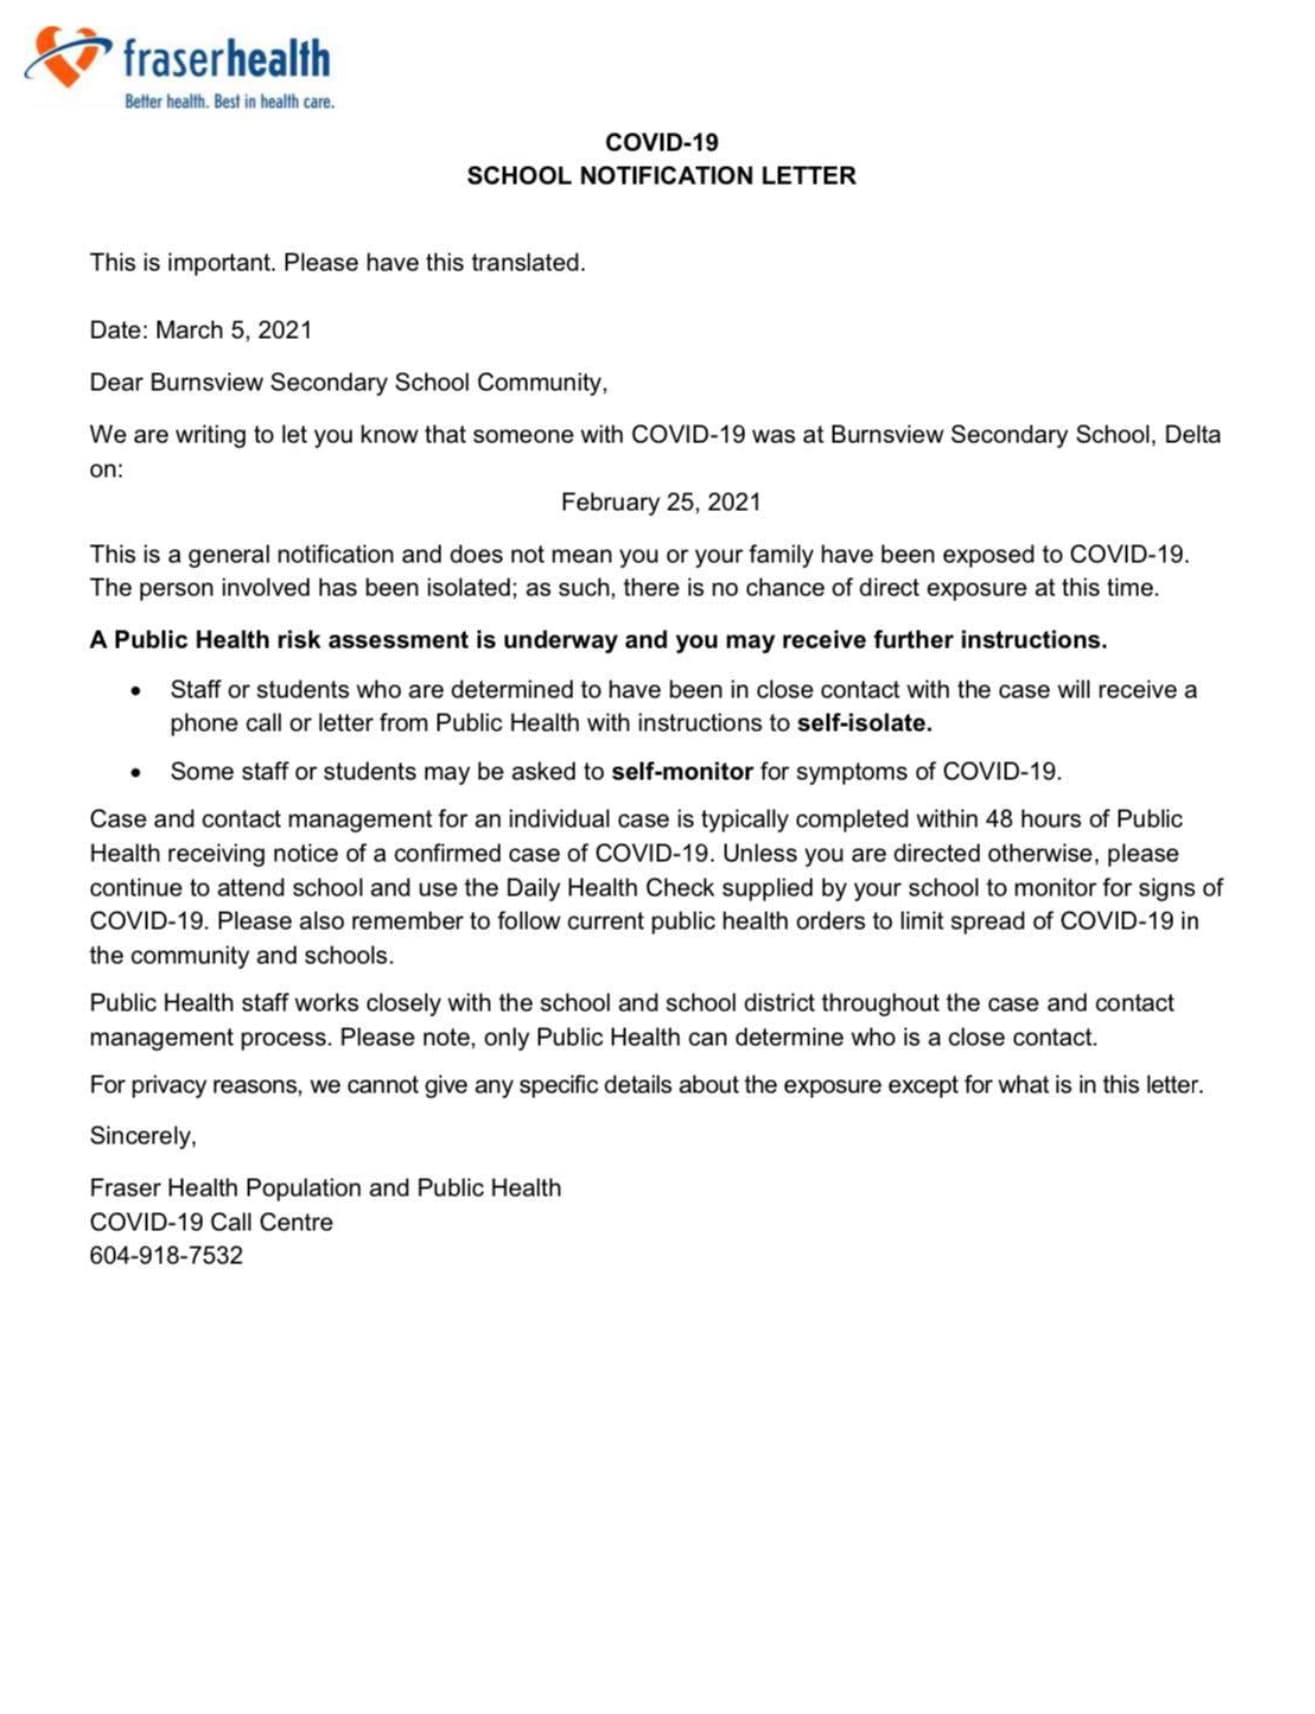 fraserhealth
Better health. Best in health care.
COVID-19
SCHOOL NOTIFICATION LETTER
This is important. Please have this translated.
Date: March 5, 2021
Dear Burnsview Secondary School Community,
We are writing to let you know that someone with COVID-19 was at Burnsview Secondary School, Delta
on:
February 25, 2021
This is a general notification and does not mean you or your family have been exposed to COVID-19.
The person involved has been isolated; as such, there is no chance of direct exposure at this time.
A Public Health risk assessment is underway and you may receive further instructions.
• Staff or students who are determined to have been in close contact with the case will receive a
phone call or letter from Public Health with instructions to self-isolate.
• Some staff or students may be asked to self-monitor for symptoms of COVID-19.
Case and contact management for an individual case is typically completed within 48 hours of Public
Health receiving notice of a confirmed case of COVID-19. Unless you are directed otherwise, please
continue to attend school and use the Daily Health Check supplied by your school to monitor for signs of
COVID-19. Please also remember to follow current public health orders to limit spread of COVID-19 in
the community and schools.
Public Health staff works closely with the school and school district throughout the case and contact
management process. Please note, only Public Health can determine who is a close contact.
For privacy reasons, we cannot give any specific details about the exposure except for what is in this letter.
Sincerely,
Fraser Health Population and Public Health
COVID-19 Call Centre
604-918-7532